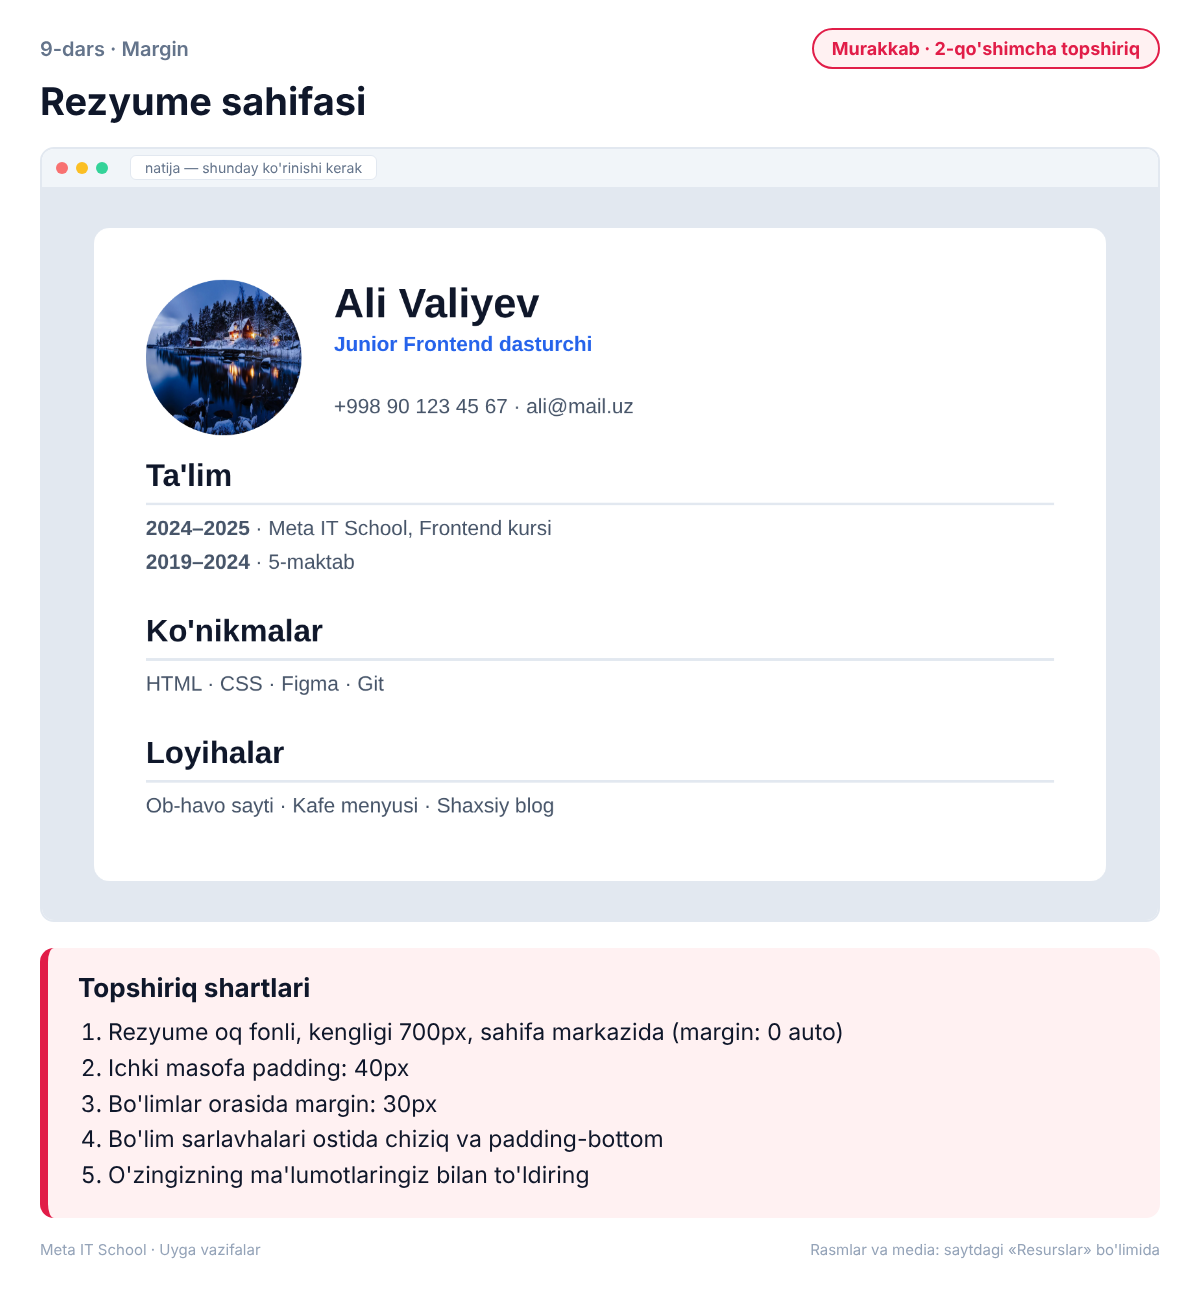 9-dars · Margin
Murakkab · 2-qo'shimcha topshiriq
Rezyume sahifasi
natija — shunday ko'rinishi kerak
Ali Valiyev
Junior Frontend dasturchi
+998 90 123 45 67 · ali@mail.uz
Ta'lim
2024–2025 · Meta IT School, Frontend kursi
2019–2024 · 5-maktab
Ko'nikmalar
HTML · CSS · Figma · Git
Loyihalar
Ob-havo sayti · Kafe menyusi · Shaxsiy blog
Topshiriq shartlari
1. Rezyume oq fonli, kengligi 700px, sahifa markazida (margin: 0 auto)
2. Ichki masofa padding: 40px
3. Bo'limlar orasida margin: 30px
4. Bo'lim sarlavhalari ostida chiziq va padding-bottom
5. O'zingizning ma'lumotlaringiz bilan to'ldiring
Meta IT School · Uyga vazifalar
Rasmlar va media: saytdagi «Resurslar» bo'limida